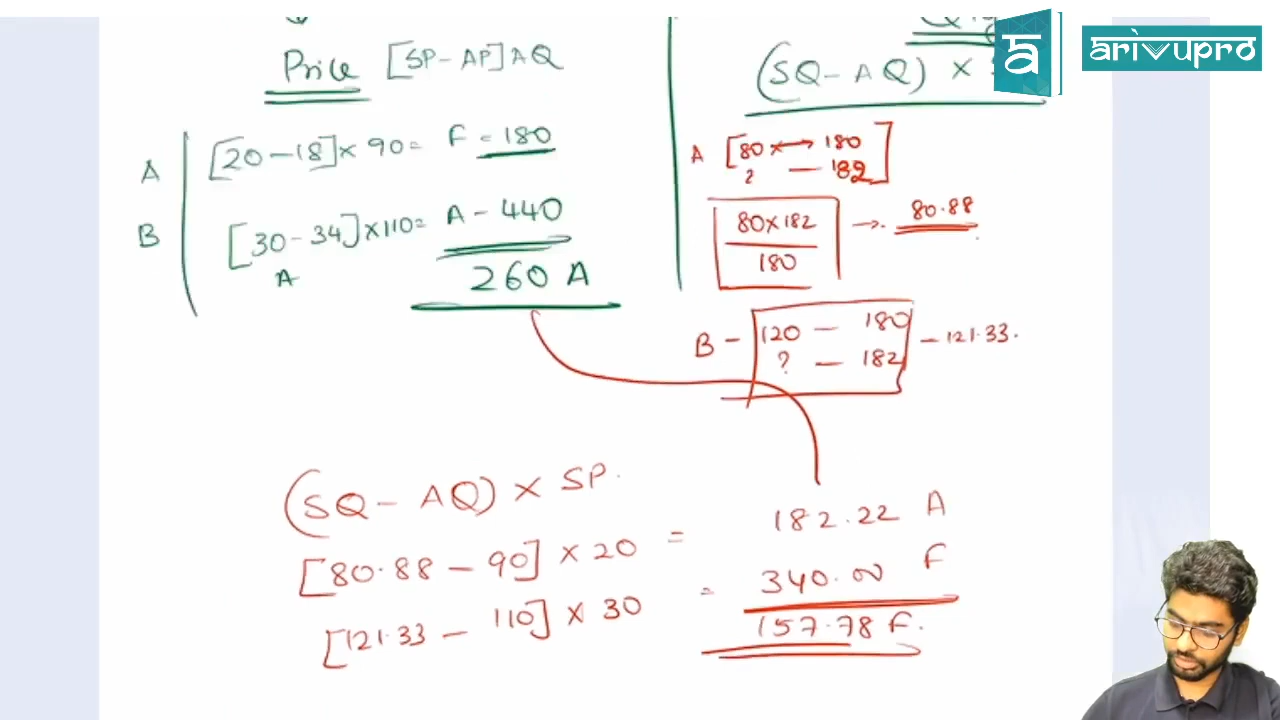 arivupro
Price [SP - AP] AQ
A [20 - 18] × 90 = F = 180
B [30 - 34] × 110 = A - 440
A
260 A
(SQ - AQ) ×
A [80 × → 180
? — 182]
80 × 182
180
→ 80.88
B - 120 — 180 - 121.33.
? — 182
(SQ - AQ) × SP.
[80.88 - 90] × 20 = 182.22 A
[121.33 - 110] × 30 = 340.00 F
157.78 F.